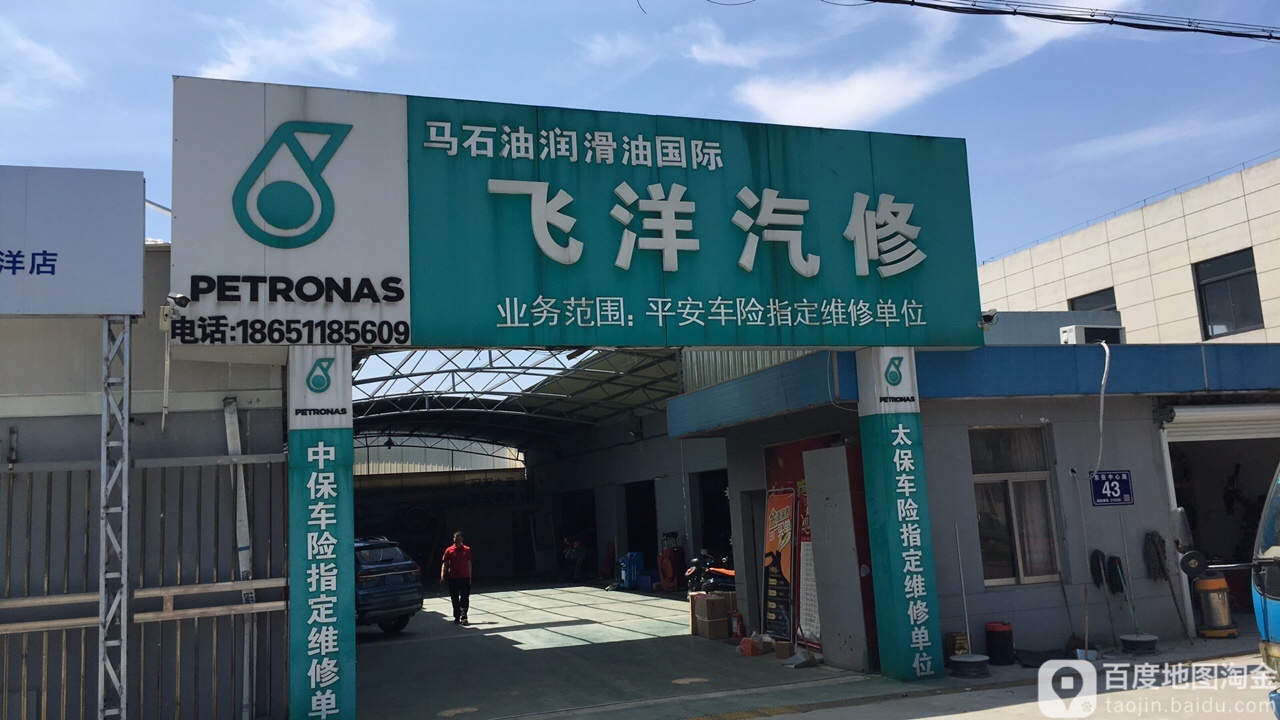 马石油润滑油国际
飞洋汽修
业务范围:平安车险指定维修单位
PETRONAS
电话:18651185609
洋店
PETRONAS
中保车险指定维修单
PETRONAS
太保车险指定维修单位
43
百度地图淘金
taojin.baidu.com